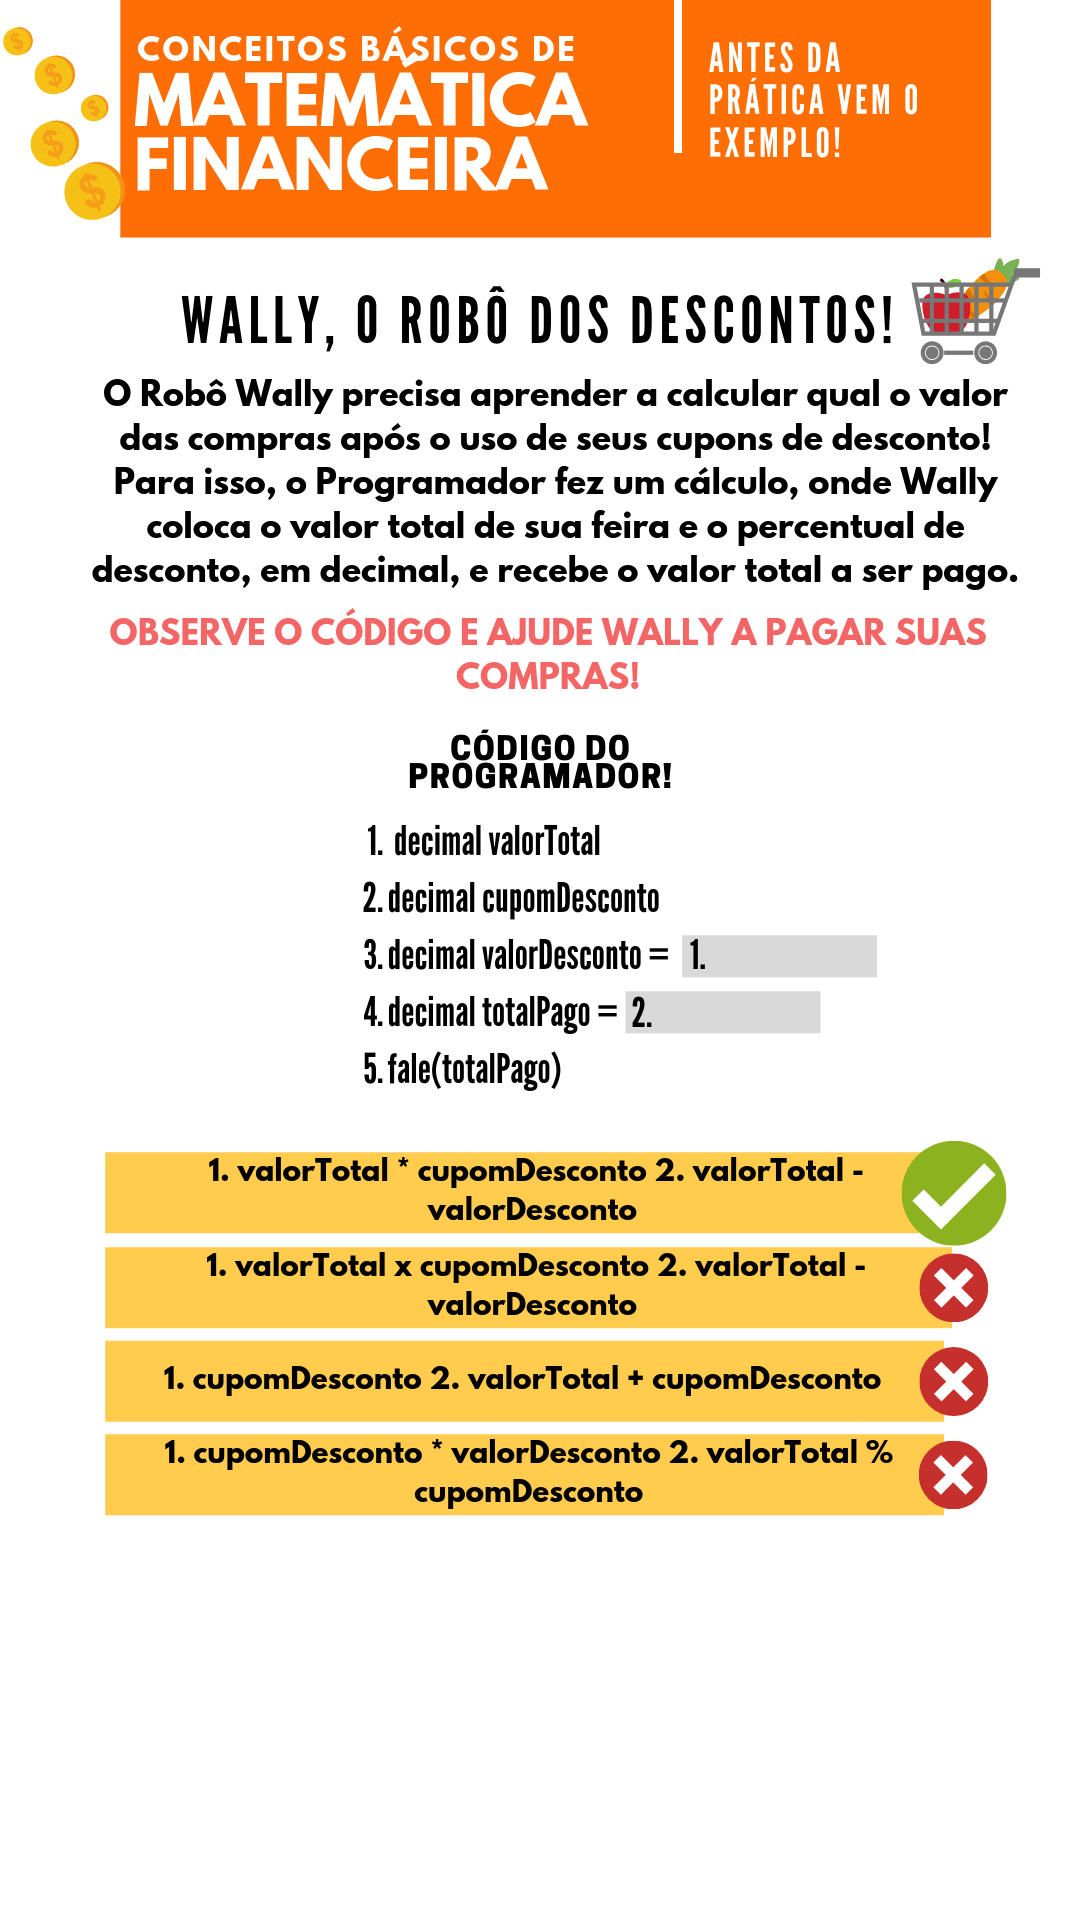 CONCEITOS BÁSICOS DE
MATEMÁTICA
FINANCEIRA
ANTES DA
PRÁTICA VEM O
EXEMPLO!
WALLY, O ROBÔ DOS DESCONTOS!
O Robô Wally precisa aprender a calcular qual o valor
das compras após o uso de seus cupons de desconto!
Para isso, o Programador fez um cálculo, onde Wally
coloca o valor total de sua feira e o percentual de
desconto, em decimal, e recebe o valor total a ser pago.
OBSERVE O CÓDIGO E AJUDE WALLY A PAGAR SUAS
COMPRAS!
CÓDIGO DO
PROGRAMADOR!
1. decimal valorTotal
2. decimal cupomDesconto
3. decimal valorDesconto = 1.
4. decimal totalPago = 2.
5. fale(totalPago)
1. valorTotal * cupomDesconto 2. valorTotal -
valorDesconto
1. valorTotal x cupomDesconto 2. valorTotal -
valorDesconto
1. cupomDesconto 2. valorTotal + cupomDesconto
1. cupomDesconto * valorDesconto 2. valorTotal %
cupomDesconto